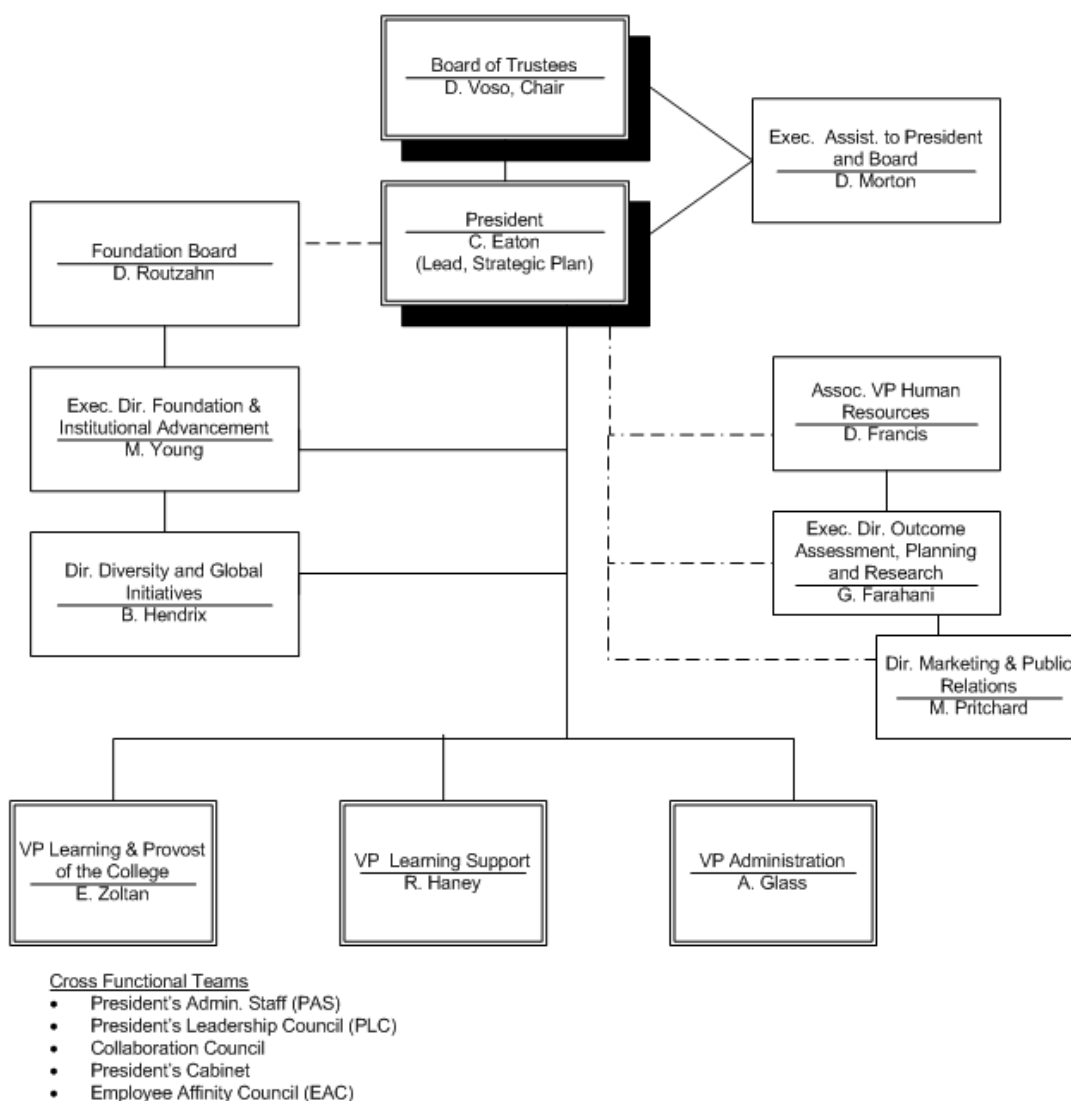 Board of Trustees
D. Voso, Chair
Exec. Assist. to President
and Board
D. Morton
President
C. Eaton
(Lead, Strategic Plan)
Foundation Board
D. Routzahn
Exec. Dir. Foundation &
Institutional Advancement
M. Young
Assoc. VP Human
Resources
D. Francis
Dir. Diversity and Global
Initiatives
B. Hendrix
Exec. Dir. Outcome
Assessment, Planning
and Research
G. Farahani
Dir. Marketing & Public
Relations
M. Pritchard
VP Learning & Provost
of the College
E. Zoltan
VP Learning Support
R. Haney
VP Administration
A. Glass
Cross Functional Teams
• President's Admin. Staff (PAS)
• President's Leadership Council (PLC)
• Collaboration Council
• President's Cabinet
• Employee Affinity Council (EAC)